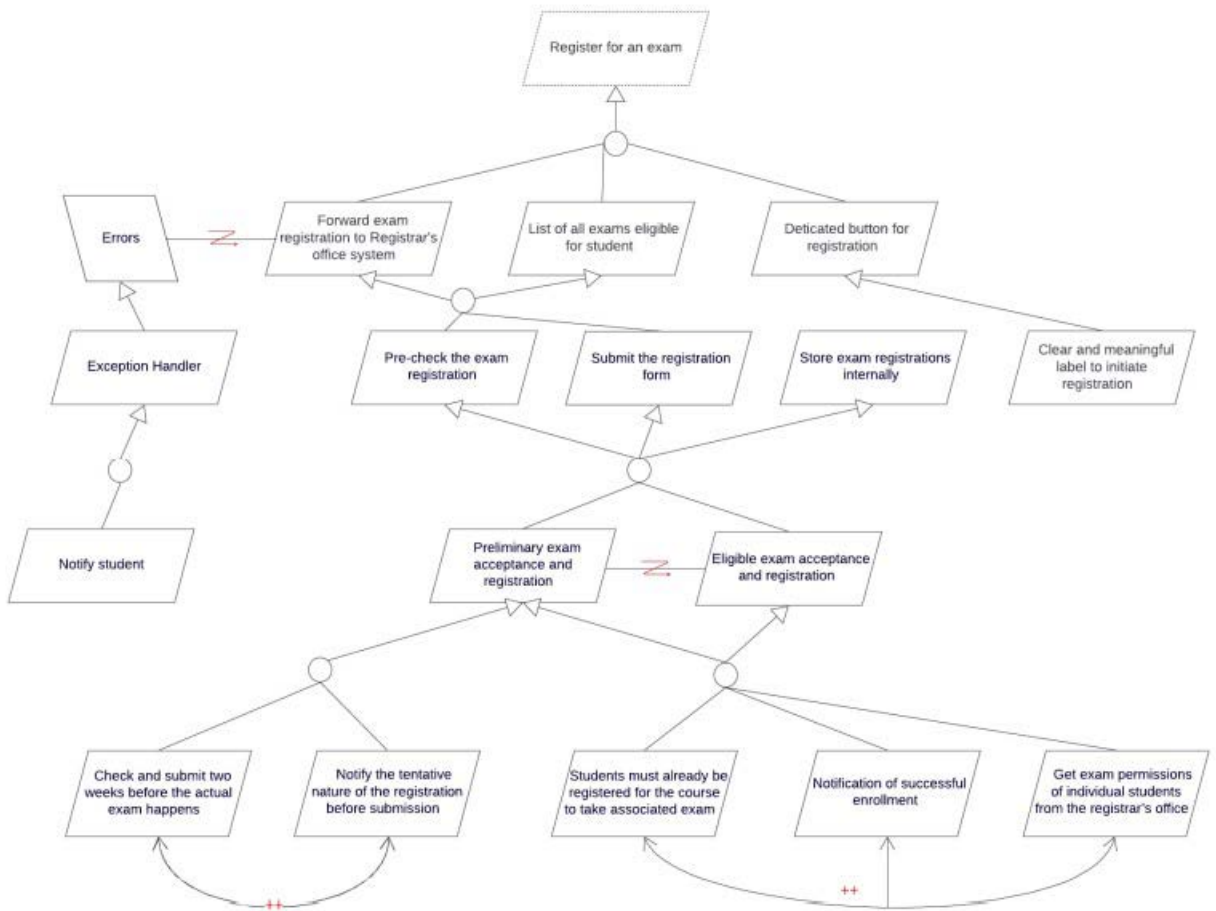 Register for an exam
Errors
Forward exam
registration to Registrar's
office system
List of all exams eligible
for student
Deticated button for
registration
Exception Handler
Pre-check the exam
registration
Submit the registration
form
Store exam registrations
internally
Clear and meaningful
label to initiate
registration
Notify student
Preliminary exam
acceptance and
registration
Eligible exam acceptance
and registration
Check and submit two
weeks before the actual
exam happens
Notify the tentative
nature of the registration
before submission
Students must already be
registered for the course
to take associated exam
Notification of successful
enrollment
Get exam permissions
of individual students
from the registrar's office
++
++